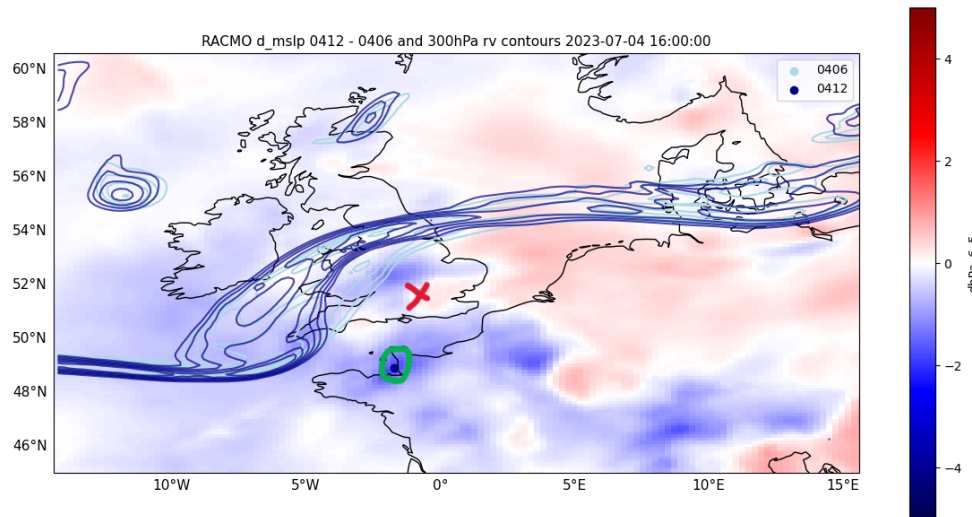 RACMO d_mslp 0412 - 0406 and 300hPa rv contours 2023-07-04 16:00:00
0406
0412
60°N
58°N
56°N
54°N
52°N
50°N
48°N
46°N
10°W
5°W
0°
5°E
10°E
15°E
4
2
0
−2
−4